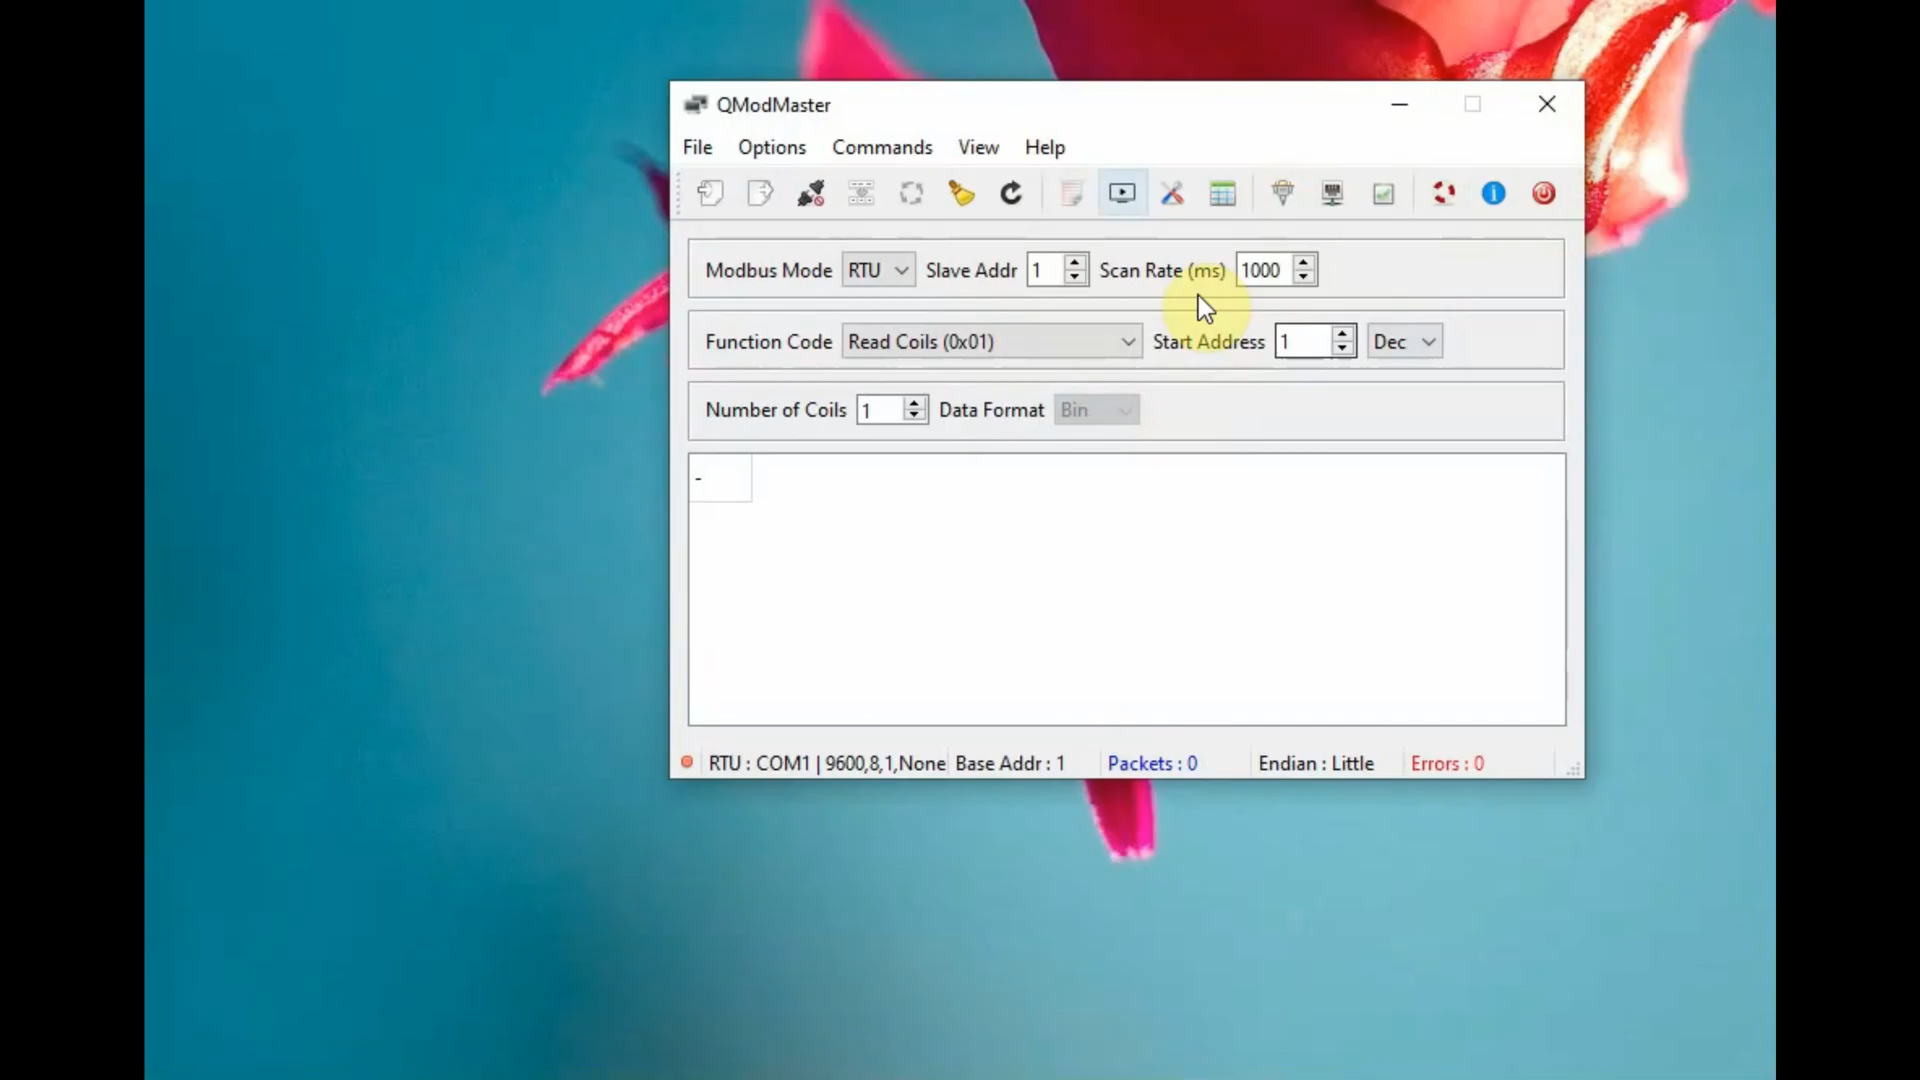 QModMaster
File Options Commands View Help
Modbus Mode RTU Slave Addr 1 Scan Rate (ms) 1000
Function Code Read Coils (0x01) Start Address 1 Dec
Number of Coils 1 Data Format Bin
-
RTU : COM1 | 9600,8,1,None Base Addr : 1 Packets : 0 Endian : Little Errors : 0